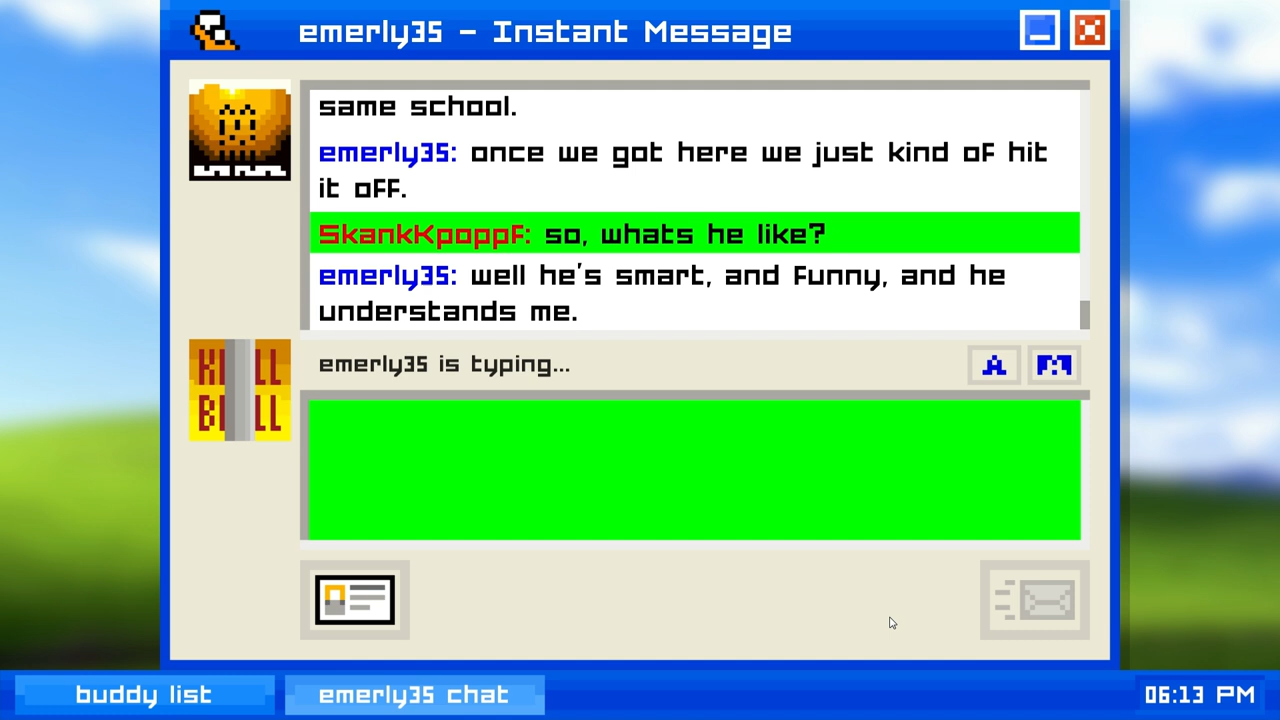 emerly35 - Instant Message
same school.
emerly35: once we got here we just kind of hit
it off.
SkankKpoppF: so, whats he like?
emerly35: well he's smart, and funny, and he
understands me.
KILL
BILL
emerly35 is typing...
A
buddy list
emerly35 chat
06:13 PM